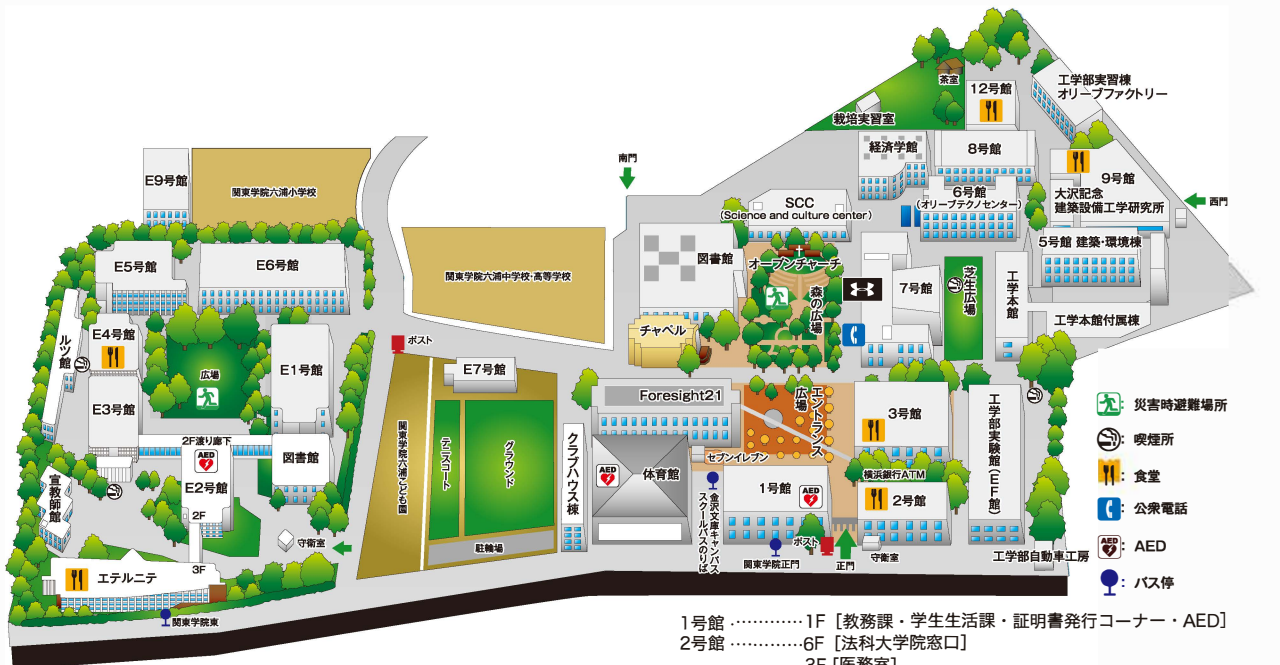 茶室
12号館
工学部実習棟
オリーブファクトリー
栽培実習室
経済学館
8号館
9号館
大沢記念
建築設備工学研究所
西門
6号館
(オリーブテクノセンター)
南門
SCC
(Science and culture center)
5号館 建築・環境棟
図書館
オープンチャーチ
森の広場
7号館
芝生広場
工学本館
工学本館付属棟
チャペル
E9号館
関東学院六浦小学校
E5号館
E6号館
関東学院六浦中学校・高等学校
ルツ館
E4号館
広場
E1号館
E3号館
2F渡り廊下
AED
E2号館
2F
図書館
宣教師館
守衛室
3F
エテルニテ
関東学院東
ポスト
E7号館
関東学院六浦こども園
テニスコート
グラウンド
駐輪場
クラブハウス棟
Foresight21
エントランス
広場
AED
体育館
セブンイレブン
金沢文庫キャンパス
スクールバスのりば
1号館
AED
ポスト
関東学院正門
正門
守衛室
3号館
横浜銀行ATM
2号館
工学部実験館(EF館)
工学部自動車工房
:災害時避難場所
:喫煙所
:食堂
:公衆電話
AED
:AED
:バス停
1号館 ············1F [教務課・学生生活課・証明書発行コーナー・AED]
2号館 ············6F [法科大学院窓口]
3F [医務室]